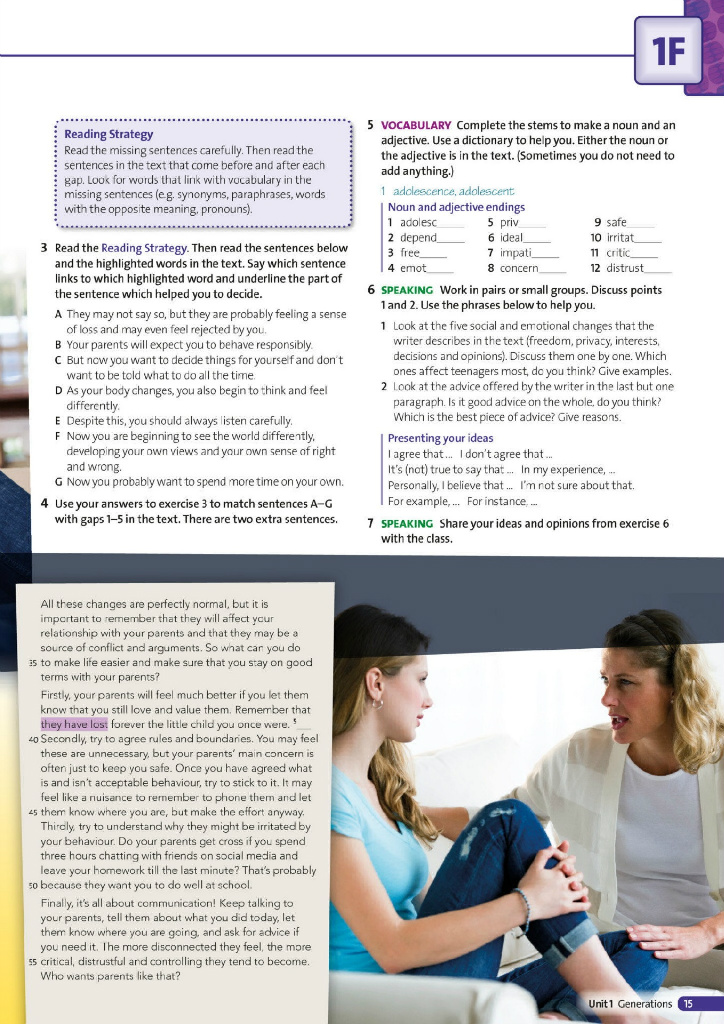 1F
Reading Strategy
Read the missing sentences carefully. Then read the
sentences in the text that come before and after each
gap. Look for words that link with vocabulary in the
missing sentences (e.g. synonyms, paraphrases, words
with the opposite meaning, pronouns).
3 Read the Reading Strategy. Then read the sentences below
and the highlighted words in the text. Say which sentence
links to which highlighted word and underline the part of
the sentence which helped you to decide.
A They may not say so, but they are probably feeling a sense
of loss and may even feel rejected by you.
B Your parents will expect you to behave responsibly.
C But now you want to decide things for yourself and don't
want to be told what to do all the time.
D As your body changes, you also begin to think and feel
differently.
E Despite this, you should always listen carefully.
F Now you are beginning to see the world differently,
developing your own views and your own sense of right
and wrong.
G Now you probably want to spend more time on your own.
4 Use your answers to exercise 3 to match sentences A–G
with gaps 1–5 in the text. There are two extra sentences.
5 VOCABULARY Complete the stems to make a noun and an
adjective. Use a dictionary to help you. Either the noun or
the adjective is in the text. (Sometimes you do not need to
add anything.)
1 adolescence, adolescent
Noun and adjective endings
1 adolesc____ 5 priv____ 9 safe____
2 depend____ 6 ideal____ 10 irritat____
3 free____ 7 impati____ 11 critic____
4 emot____ 8 concern____ 12 distrust____
6 SPEAKING Work in pairs or small groups. Discuss points
1 and 2. Use the phrases below to help you.
1 Look at the five social and emotional changes that the
writer describes in the text (freedom, privacy, interests,
decisions and opinions). Discuss them one by one. Which
ones affect teenagers most, do you think? Give examples.
2 Look at the advice offered by the writer in the last but one
paragraph. Is it good advice on the whole, do you think?
Which is the best piece of advice? Give reasons.
Presenting your ideas
I agree that ... I don't agree that ...
It's (not) true to say that ... In my experience, ...
Personally, I believe that ... I'm not sure about that.
For example, ... For instance, ...
7 SPEAKING Share your ideas and opinions from exercise 6
with the class.
All these changes are perfectly normal, but it is
important to remember that they will affect your
relationship with your parents and that they may be a
source of conflict and arguments. So what can you do
35 to make life easier and make sure that you stay on good
terms with your parents?
Firstly, your parents will feel much better if you let them
know that you still love and value them. Remember that
they have lost forever the little child you once were. 5__
40 Secondly, try to agree rules and boundaries. You may feel
these are unnecessary, but your parents' main concern is
often just to keep you safe. Once you have agreed what
is and isn't acceptable behaviour, try to stick to it. It may
feel like a nuisance to remember to phone them and let
45 them know where you are, but make the effort anyway.
Thirdly, try to understand why they might be irritated by
your behaviour. Do your parents get cross if you spend
three hours chatting with friends on social media and
leave your homework till the last minute? That's probably
50 because they want you to do well at school.
Finally, it's all about communication! Keep talking to
your parents, tell them about what you did today, let
them know where you are going, and ask for advice if
you need it. The more disconnected they feel, the more
55 critical, distrustful and controlling they tend to become.
Who wants parents like that?
Unit 1 Generations 15